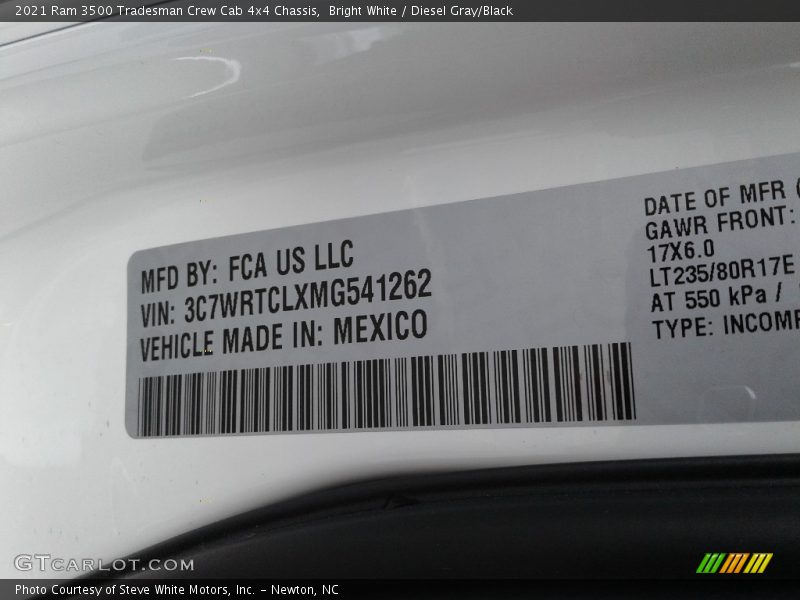 2021 Ram 3500 Tradesman Crew Cab 4x4 Chassis, Bright White / Diesel Gray/Black
MFD BY: FCA US LLC
VIN: 3C7WRTCLXMG541262
VEHICLE MADE IN: MEXICO
DATE OF MFR
GAWR FRONT:
17X6.0
LT235/80R17E
AT 550 kPa /
TYPE:
GTCARLOT.COM
Photo Courtesy of Steve White Motors, Inc. – Newton, NC